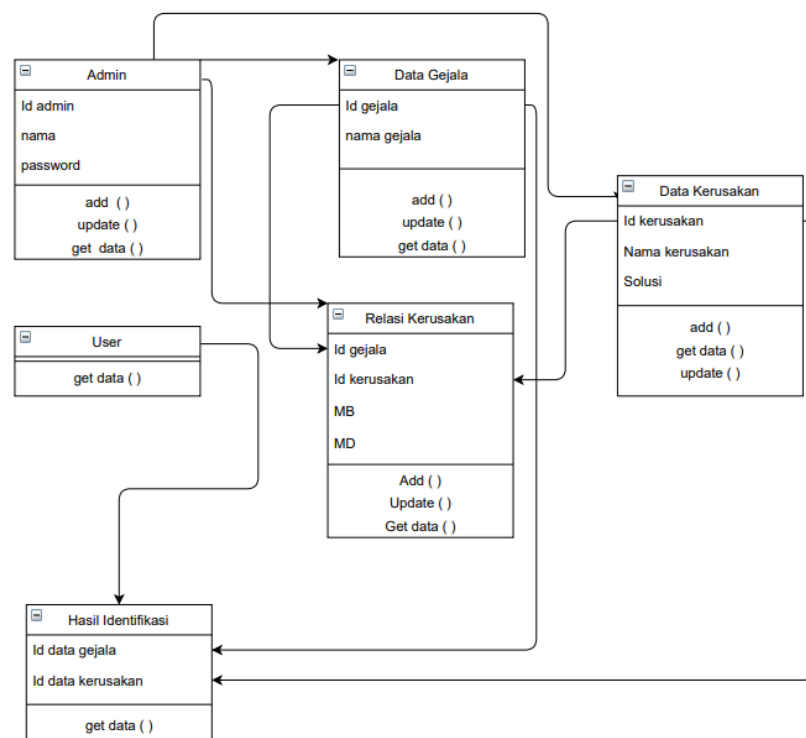 Admin
Id admin
nama
password
add ( )
update ( )
get data ( )
Data Gejala
Id gejala
nama gejala
add ( )
update ( )
get data ( )
Data Kerusakan
Id kerusakan
Nama kerusakan
Solusi
add ( )
get data ( )
update ( )
User
get data ( )
Relasi Kerusakan
Id gejala
Id kerusakan
MB
MD
Add ( )
Update ( )
Get data ( )
Hasil Identifikasi
Id data gejala
Id data kerusakan
get data ( )